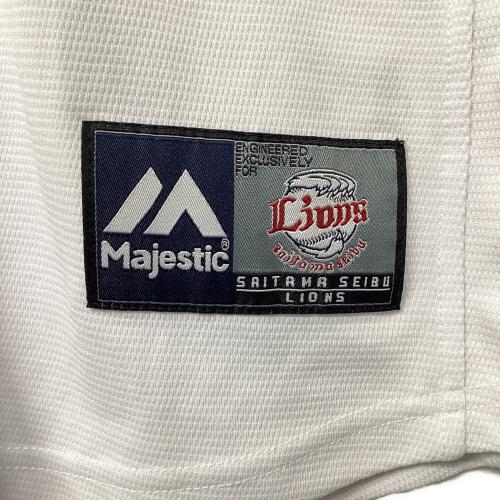 Majestic®
ENGINEERED
EXCLUSIVELY
FOR
Lions
Saitama Seibu
SAITAMA SEIBU
LIONS